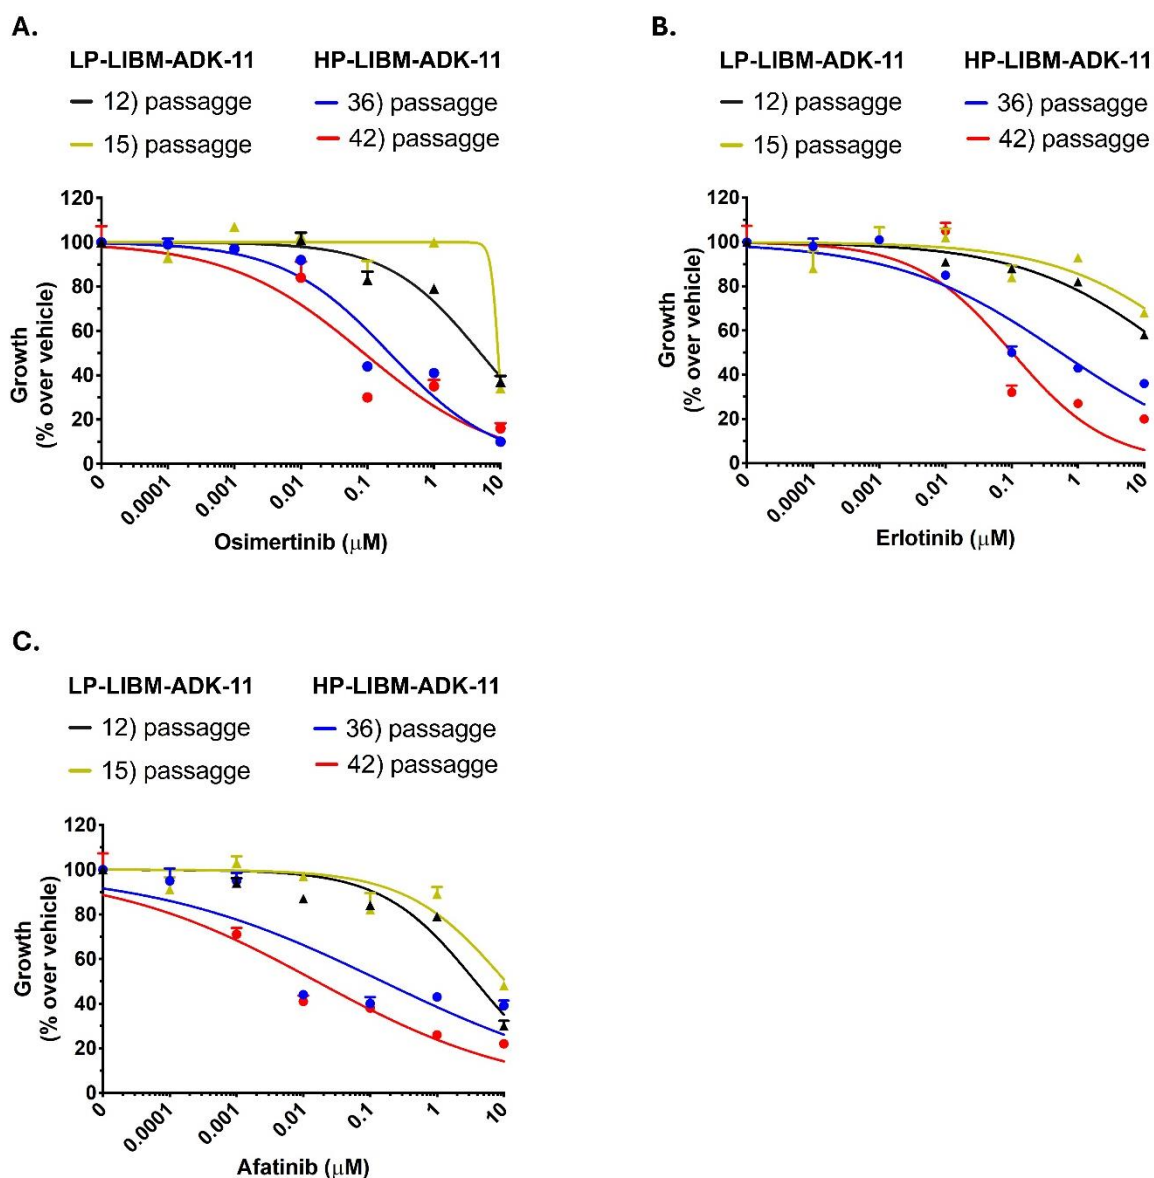 A.
LP-LIBM-ADK-11 HP-LIBM-ADK-11
12) passagge 36) passagge
15) passagge 42) passagge
120
100
80
60
40
20
0
Growth
(% over vehicle)
0 0.0001 0.001 0.01 0.1 1 10
Osimertinib (μM)
B.
LP-LIBM-ADK-11 HP-LIBM-ADK-11
12) passagge 36) passagge
15) passagge 42) passagge
120
100
80
60
40
20
0
Growth
(% over vehicle)
0 0.0001 0.001 0.01 0.1 1 10
Erlotinib (μM)
C.
LP-LIBM-ADK-11 HP-LIBM-ADK-11
12) passagge 36) passagge
15) passagge 42) passagge
120
100
80
60
40
20
0
Growth
(% over vehicle)
0 0.0001 0.001 0.01 0.1 1 10
Afatinib (μM)